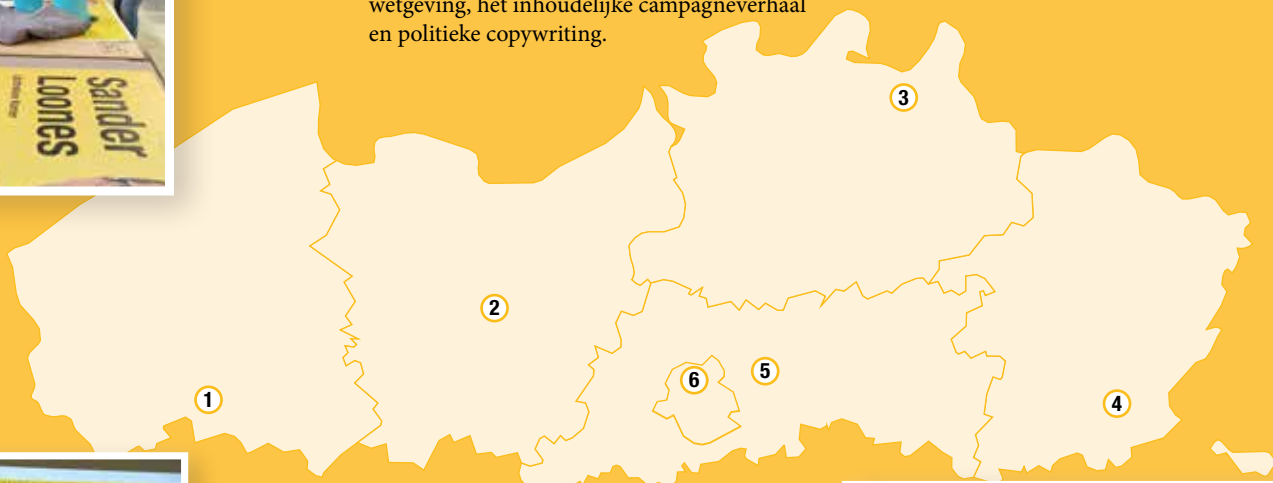 wetgeving, het inhoudelijke campagneverhaal
en politieke copywriting.
Sander
Loones
3
2
1
6
5
4